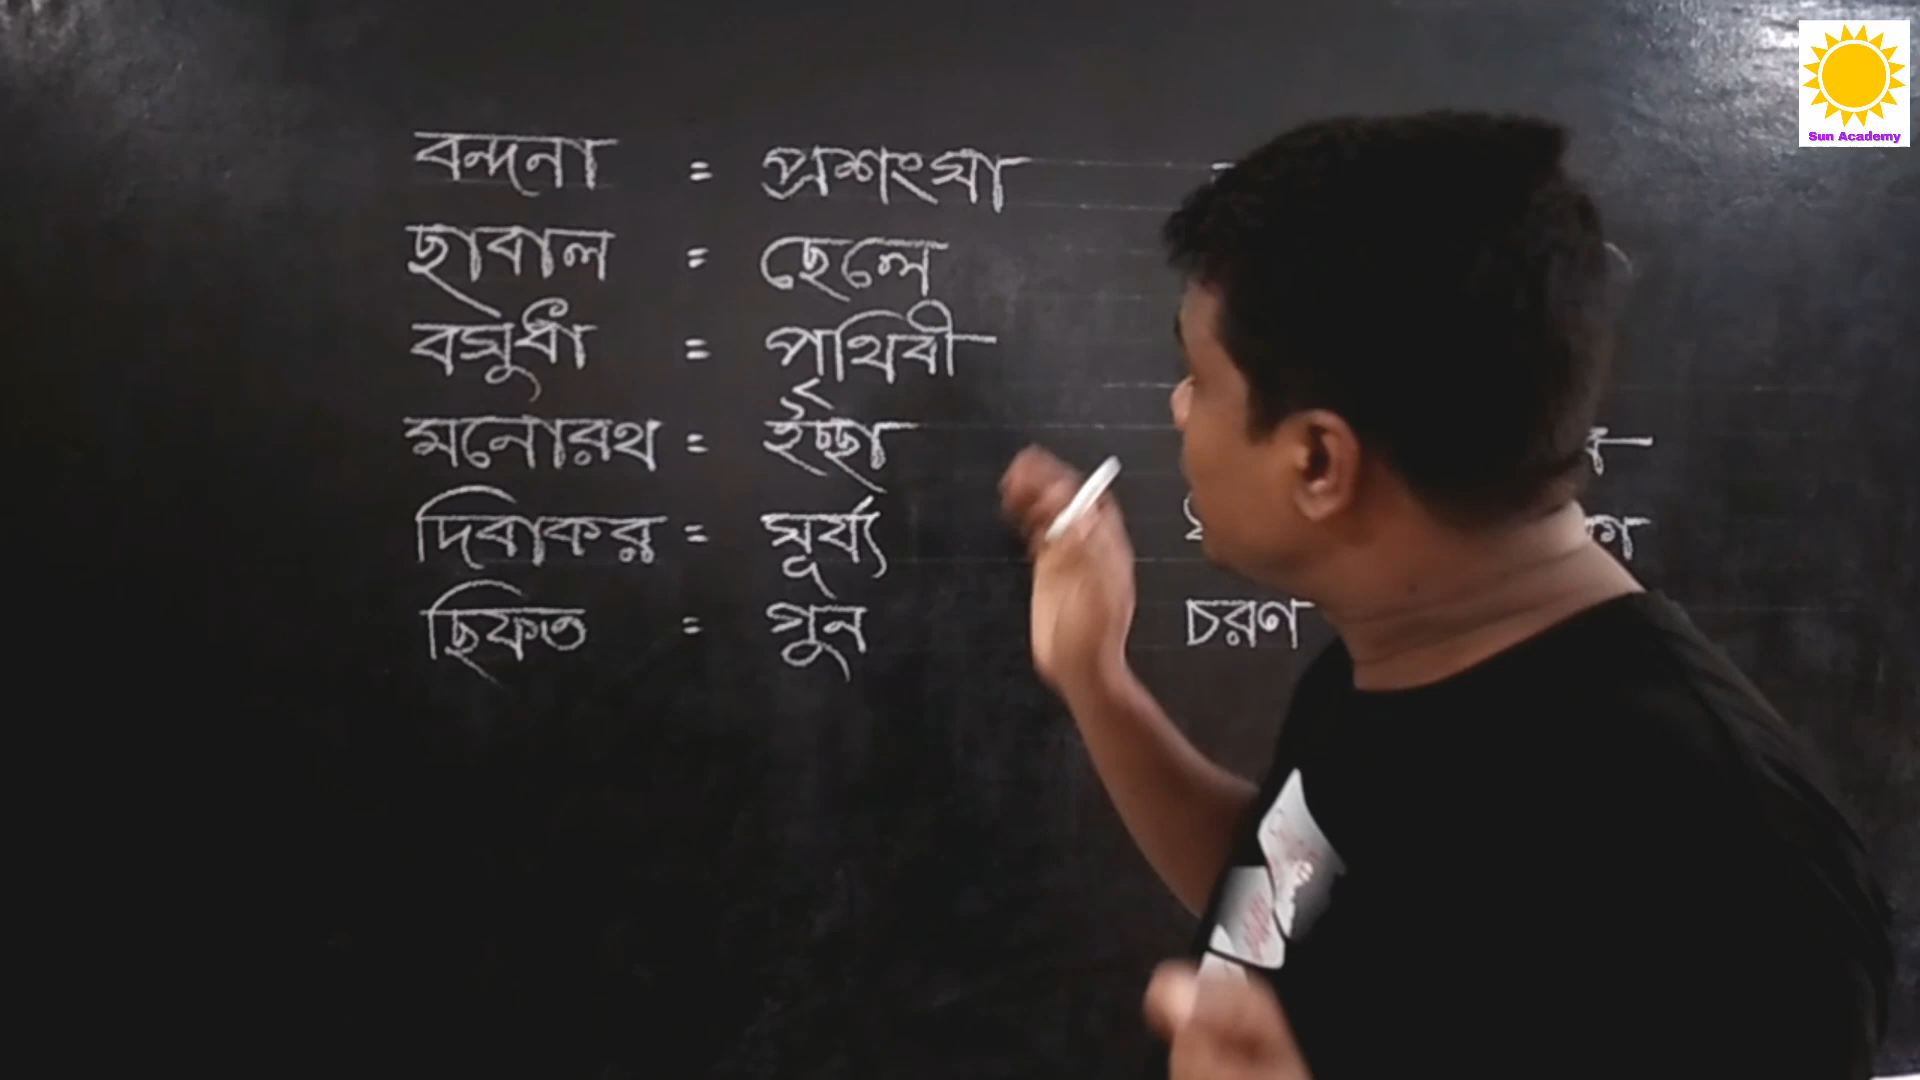 Sun Academy
বন্দনা = প্রশংসা
ছাবাল = ছেলে
বসুধা = পৃথিবী
মনোরথ = ইচ্ছা
দিবাকর = সূর্য্য
ছিফত = গুন চরণ